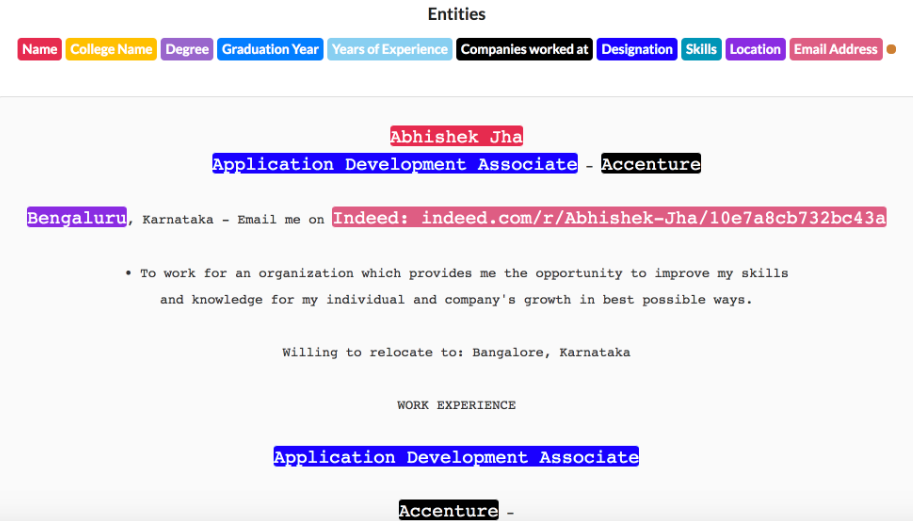 Entities
Name College Name Degree Graduation Year Years of Experience Companies worked at Designation Skills Location Email Address
Abhishek Jha
Application Development Associate - Accenture
Bengaluru, Karnataka - Email me on Indeed: indeed.com/r/Abhishek-Jha/10e7a8cb732bc43a
• To work for an organization which provides me the opportunity to improve my skills
and knowledge for my individual and company's growth in best possible ways.
Willing to relocate to: Bangalore, Karnataka
WORK EXPERIENCE
Application Development Associate
Accenture -